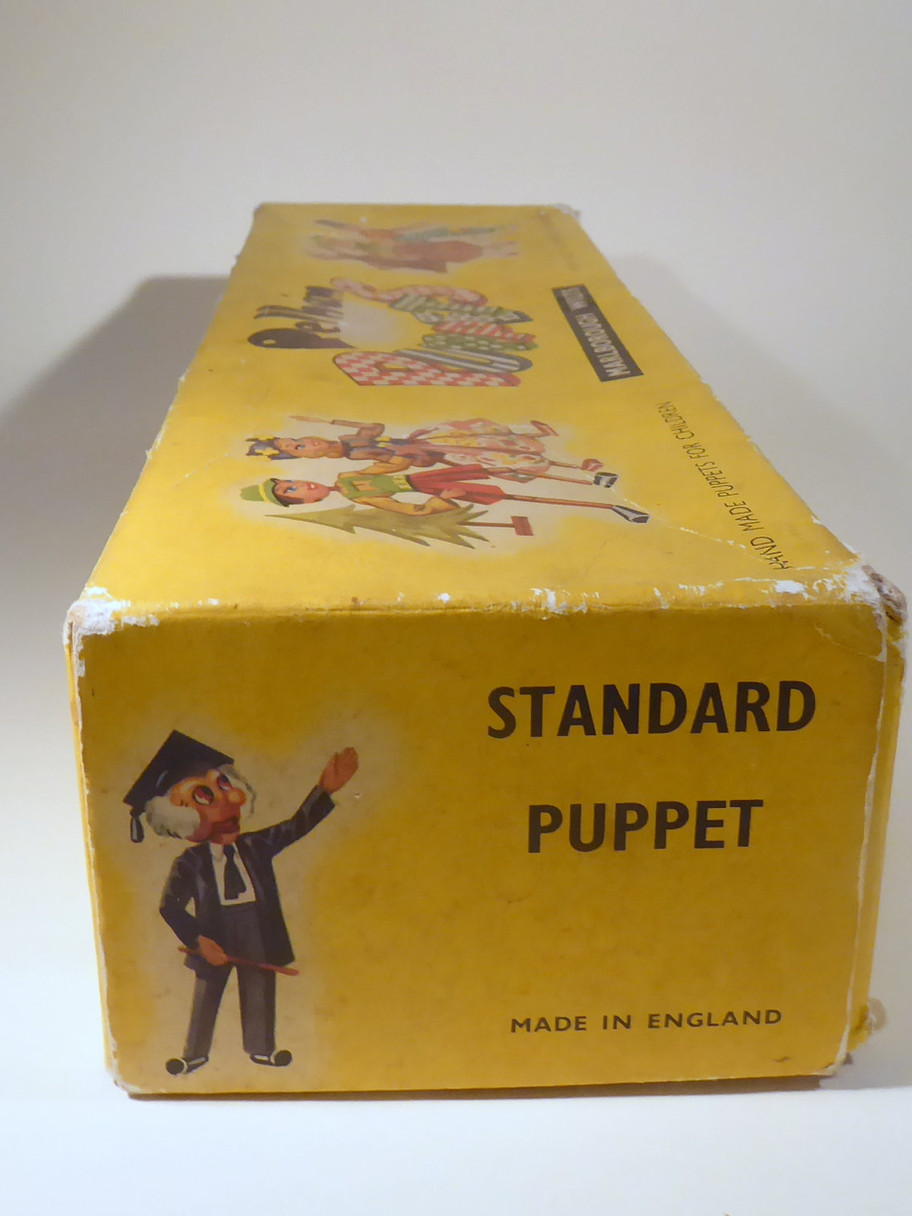 Pelham
PUPPETS
MARLBOROUGH WILTS
HAND MADE PUPPETS FOR CHILDREN
STANDARD
PUPPET
MADE IN ENGLAND